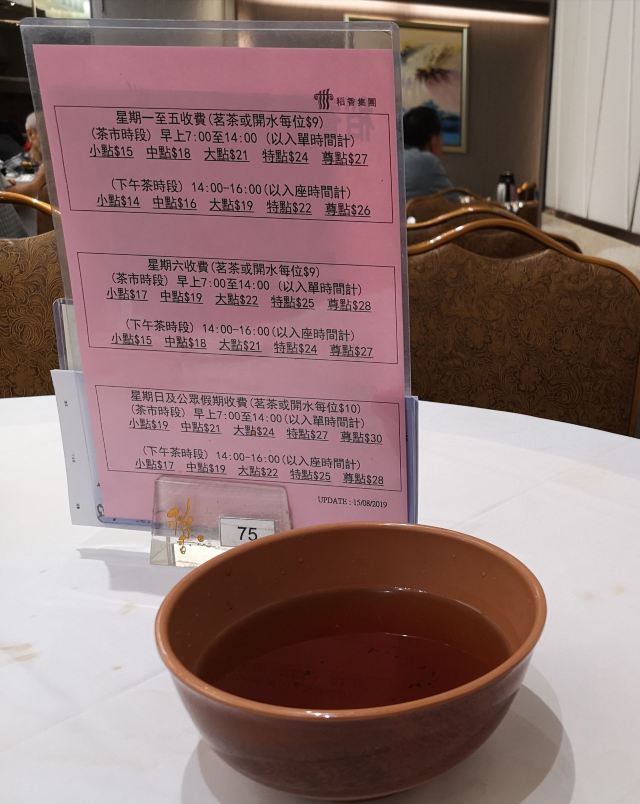 稻香集團
星期一至五收費(茗茶或開水每位$9)
(茶市時段) 早上7:00至14:00 (以入單時間計)
小點$15 中點$18 大點$21 特點$24 尊點$27
(下午茶時段) 14:00-16:00(以入座時間計)
小點$14 中點$16 大點$19 特點$22 尊點$26
星期六收費(茗茶或開水每位$9)
(茶市時段) 早上7:00至14:00(以入單時間計)
小點$17 中點$19 大點$22 特點$25 尊點$28
(下午茶時段) 14:00-16:00(以入座時間計)
小點$15 中點$18 大點$21 特點$24 尊點$27
星期日及公眾假期收費(茗茶或開水每位$10)
(茶市時段) 早上7:00至14:00(以入單時間計)
小點$19 中點$21 大點$24 特點$27 尊點$30
(下午茶時段) 14:00-16:00(以入座時間計)
小點$17 中點$19 大點$22 特點$25 尊點$28
UPDATE : 15/08/2019
75